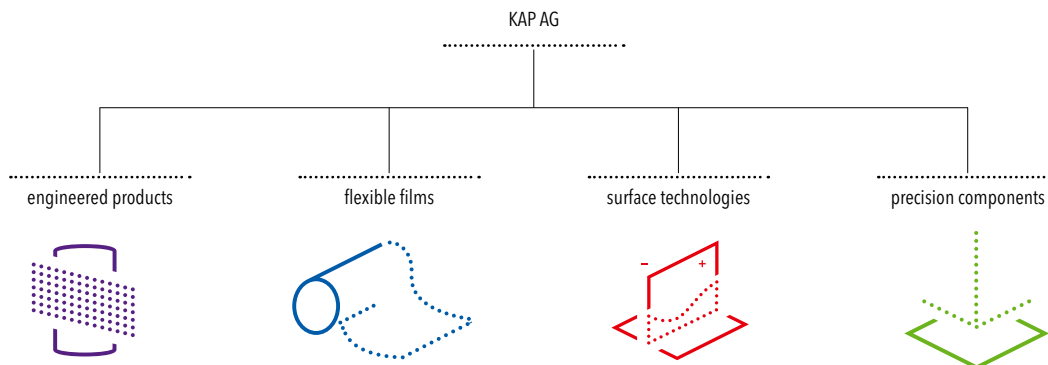 KAP AG
engineered products
flexible films
surface technologies
precision components
– +